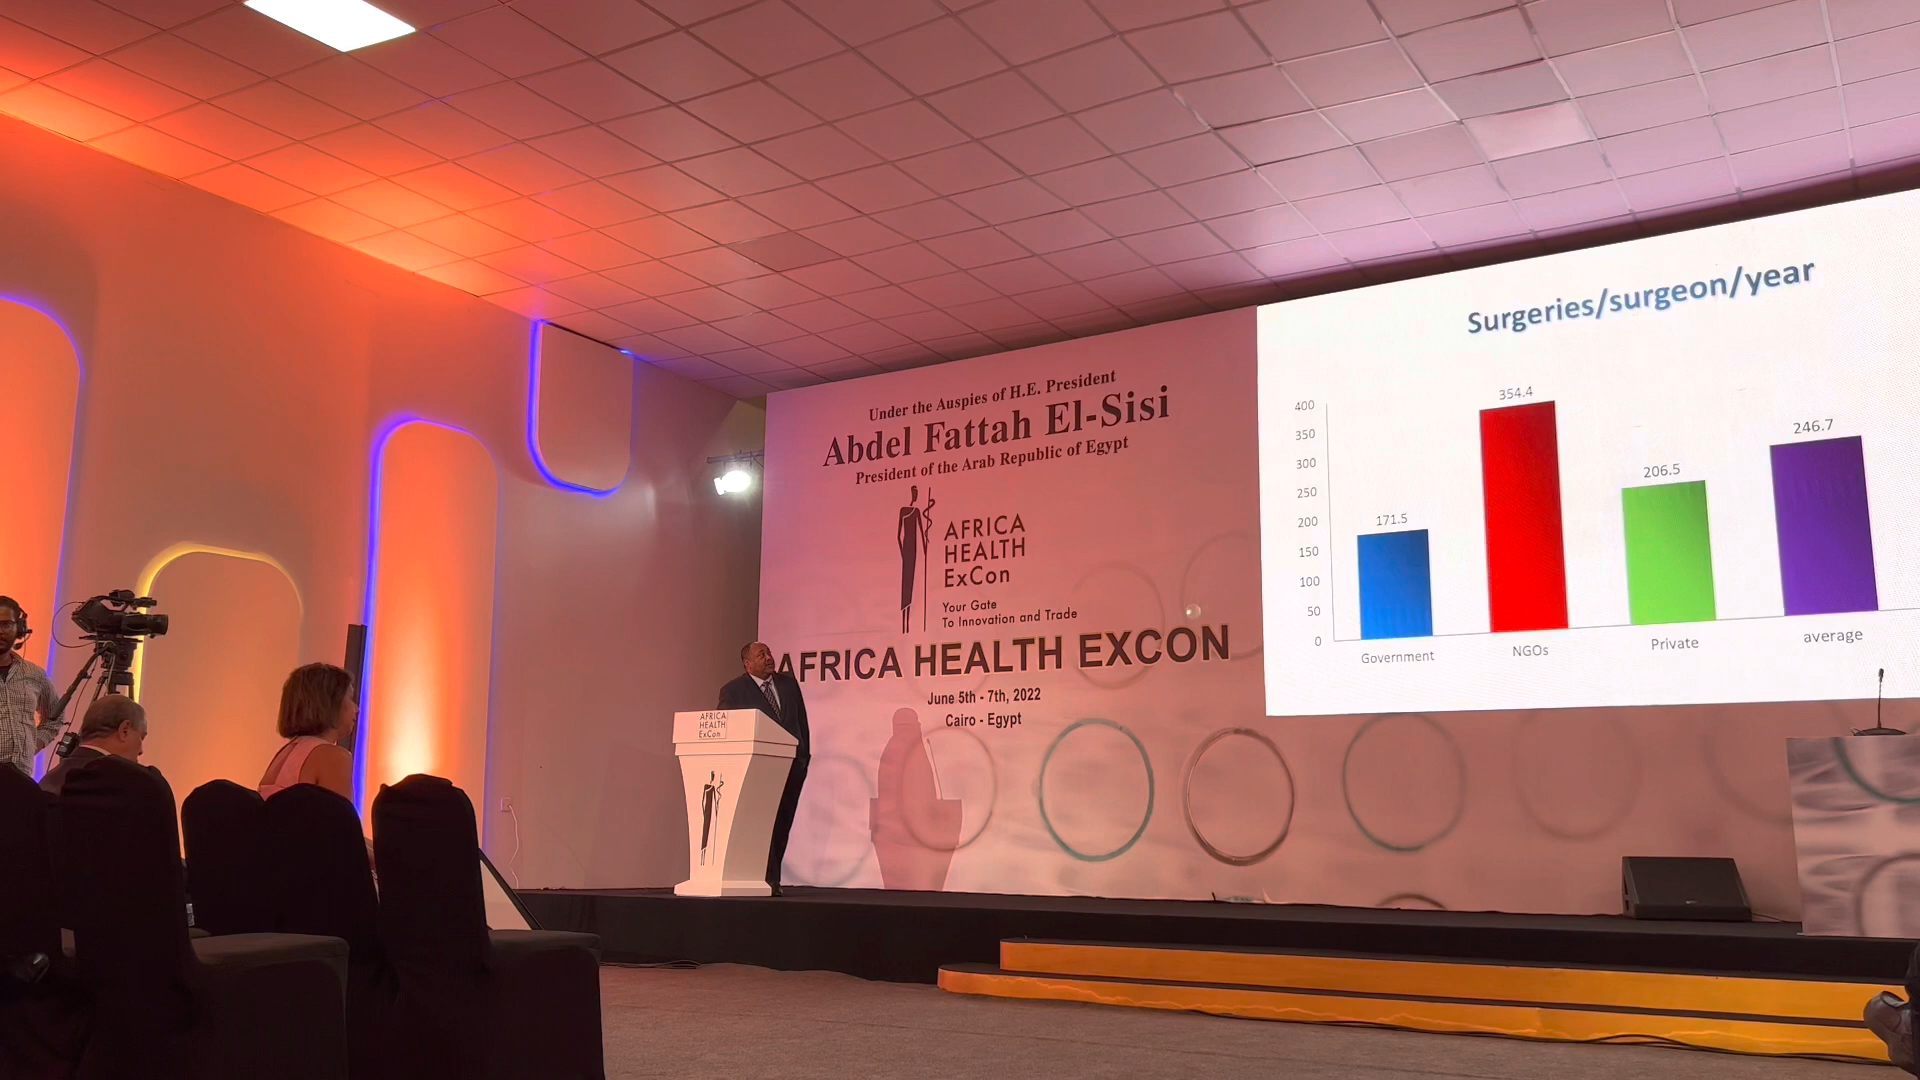 Under the Auspies of H.E. President
Abdel Fattah El-Sisi
President of the Arab Republic of Egypt
AFRICA
HEALTH
ExCon
Your Gate
To Innovation and Trade
AFRICA HEALTH EXCON
June 5th - 7th, 2022
Cairo - Egypt
AFRICA
HEALTH
ExCon
Surgeries/surgeon/year
400
350
300
250
200
150
100
50
0
171.5
354.4
206.5
246.7
Government
NGOs
Private
average